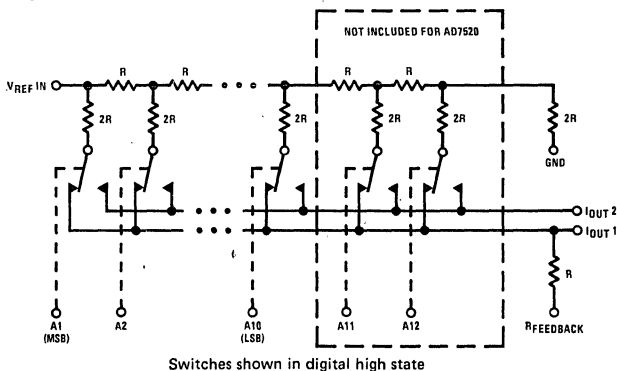 NOT INCLUDED FOR AD7520
R R R R
VREF IN
2R 2R 2R 2R 2R 2R
GND
IOUT 2
IOUT 1
R
A1 A2 A10 A11 A12 RFEEDBACK
(MSB) (LSB)
Switches shown in digital high state